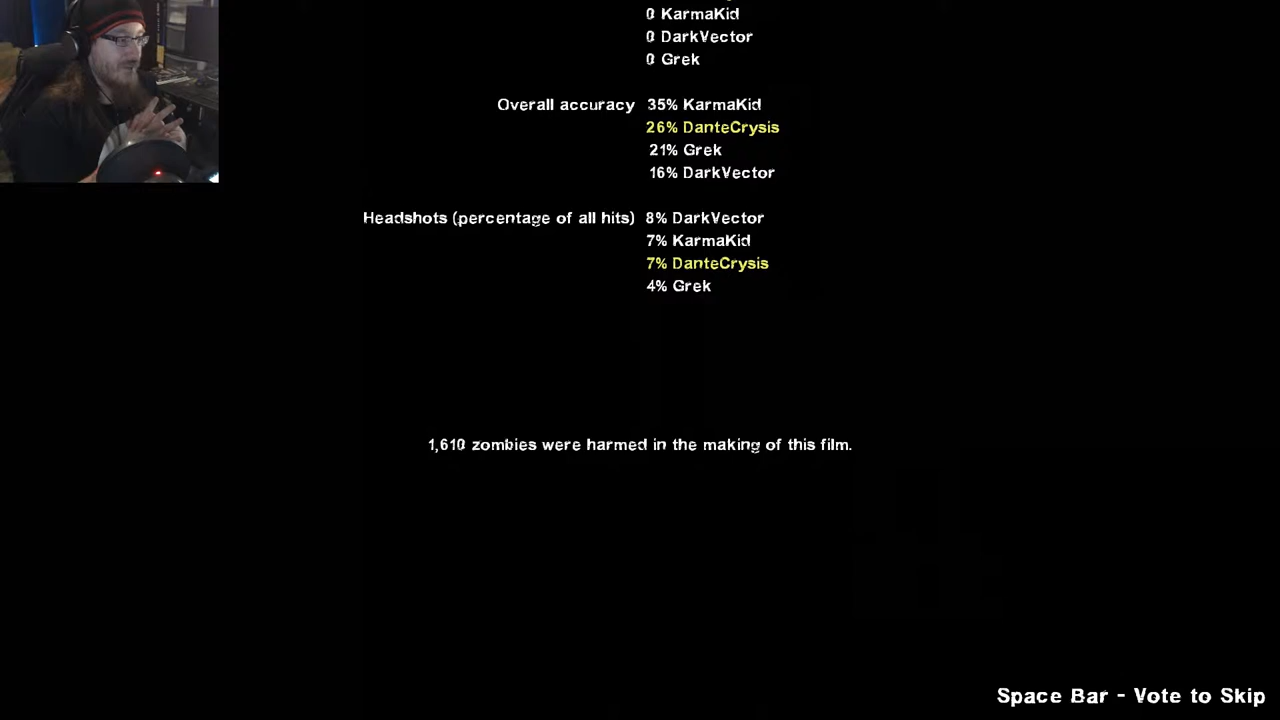 0 KarmaKid
0 DarkVector
0 Grek
Overall accuracy 35% KarmaKid
26% DanteCrysis
21% Grek
16% DarkVector
Headshots (percentage of all hits) 8% DarkVector
7% KarmaKid
7% DanteCrysis
4% Grek
1,610 zombies were harmed in the making of this film.
Space Bar - Vote to Skip